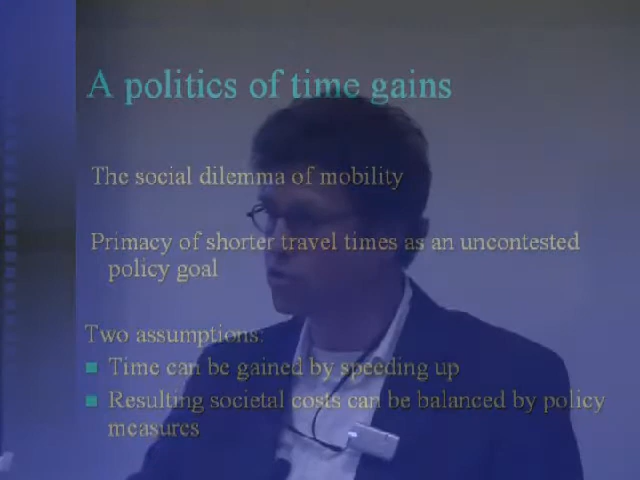 A politics of time gains
The social dilemma of mobility
Primacy of shorter travel times as an uncontested
policy goal
Two assumptions:
Time can be gained by speeding up
Resulting societal costs can be balanced by policy
measures